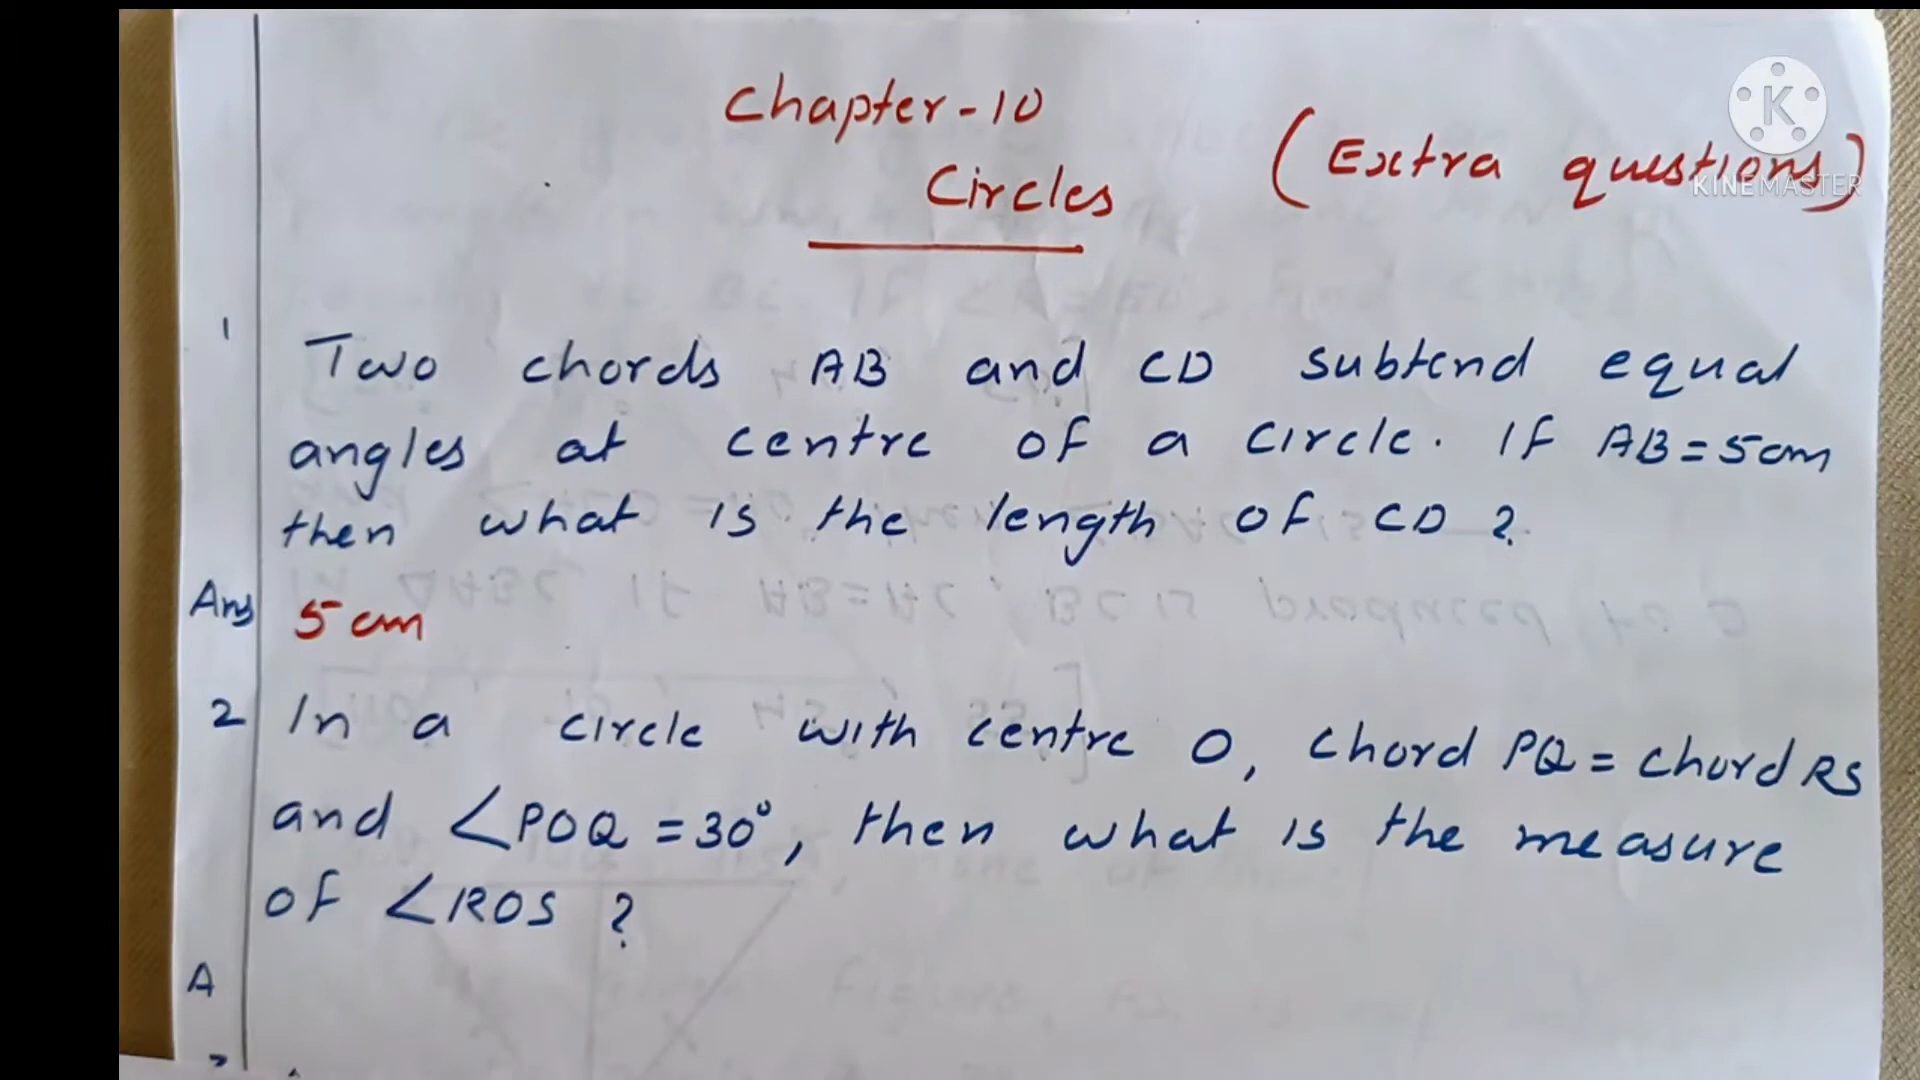 Chapter-10
Circles
(Extra questions)
KINEMASTER
1
Two chords AB and CD subtend equal
angles at centre of a circle. If AB=5cm
then what is the length of CD ?
Ans 5 cm
2 In a circle with centre O, chord PQ = chord RS
and ∠POQ = 30°, then what is the measure
of ∠ROS ?
A